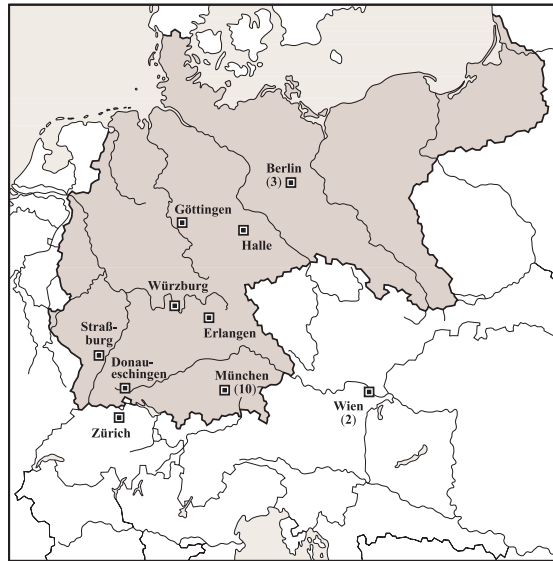 Berlin
(3)
Göttingen
Halle
Würzburg
Erlangen
Straß-
burg
Donau-
eschingen
München
(10)
Wien
(2)
Zürich